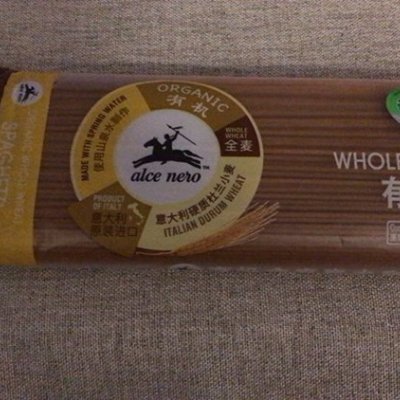 ORGANIC
有机
MADE WITH SPRING WATER
使用山泉水制作
WHOLE
WHEAT
全麦
alce nero
PRODUCT
OF ITALY
意大利
原装进口
意大利硬质杜兰小麦
ITALIAN DURUM WHEAT
WHOLE
有